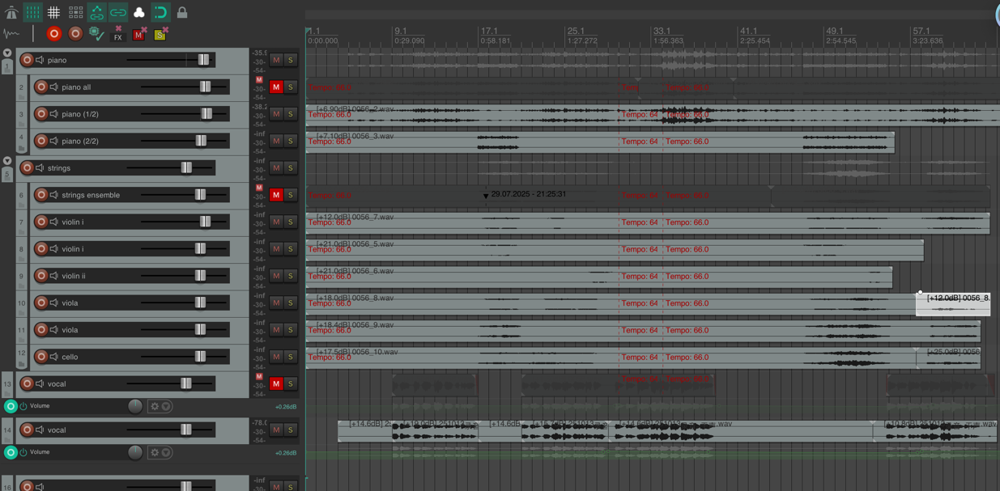 FX M S
1.1 9.1 17.1 25.1 33.1 41.1 49.1 57.1
0:00.000 0:29.090 0:58.181 1:27.272 1:56.363 2:25.454 2:54.545 3:23.636
1 piano -35.9 -30- -54- M S
2 piano all M -30- -54- M S
Tempo: 66.0 Tempo: 66.0
3 piano (1/2) -38.2 -30- -54- M S
[+6.90dB] 0056_2.wav
Tempo: 66.0 Tempo: 64 Tempo: 66.0
4 piano (2/2) -inf -30- -54- M S
[+7.10dB] 0056_3.wav
Tempo: 66.0 Tempo: 64 Tempo: 66.0
5 strings -inf -30- -54- M S
6 strings ensemble M -30- -54- M S
29.07.2025 - 21:25:31
Tempo: 66.0 Tempo: 64 Tempo: 66.0
7 violin i -inf -30- -54- M S
[+12.0dB] 0056_7.wav
Tempo: 66.0 Tempo: 64 Tempo: 66.0
8 violin i -inf -30- -54- M S
[+21.0dB] 0056_5.wav
Tempo: 66.0 Tempo: 64 Tempo: 66.0
9 violin ii -inf -30- -54- M S
[+21.0dB] 0056_6.wav
Tempo: 66.0 Tempo: 64 Tempo: 66.0
10 viola -inf -30- -54- M S
[+18.0dB] 0056_8.wav [+12.0dB] 0056_8.
Tempo: 66.0 Tempo: 64 Tempo: 66.0
11 viola -inf -30- -54- M S
[+18.4dB] 0056_9.wav
Tempo: 66.0 Tempo: 64 Tempo: 66.0
12 cello -inf -30- -54- M S
[+17.5dB] 0056_10.wav [+25.0dB] 0056
Tempo: 66.0 Tempo: 64 Tempo: 66.0
13 vocal M -30- -54- M S
Tempo: 64 Tempo: 66.0
Volume +0.26dB
14 vocal -78.0 -30- -54- M S
[+14.6dB] 2 [+14.6dB] .wav .wav
Volume +0.26dB
16 -inf -30- M S